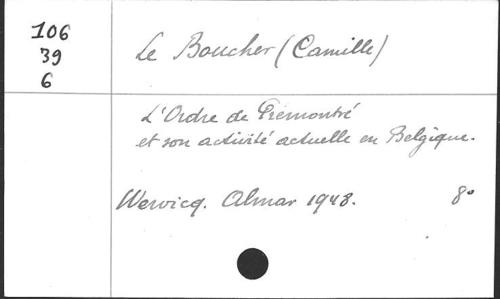 106
39
6
Le Boucher (Camille)
L'Ordre de Prémontré
et son activité actuelle en Belgique.
Wervicq. Almar 1948. 8°